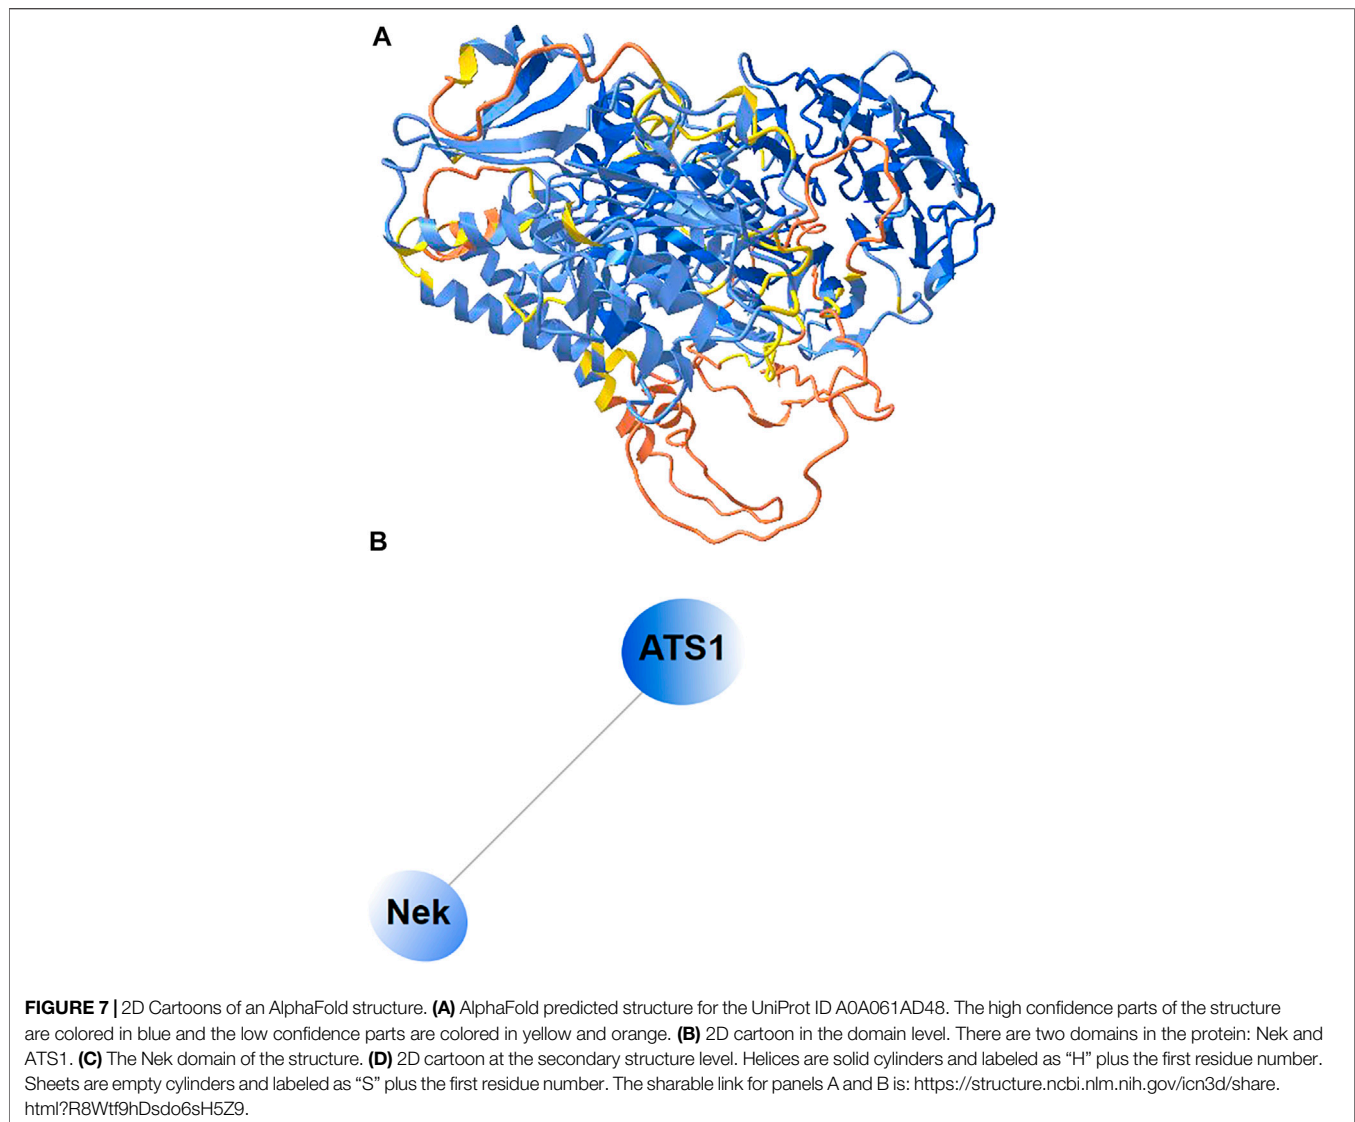 A
B
ATS1
Nek
FIGURE 7 | 2D Cartoons of an AlphaFold structure. (A) AlphaFold predicted structure for the UniProt ID A0A061AD48. The high confidence parts of the structure
are colored in blue and the low confidence parts are colored in yellow and orange. (B) 2D cartoon in the domain level. There are two domains in the protein: Nek and
ATS1. (C) The Nek domain of the structure. (D) 2D cartoon at the secondary structure level. Helices are solid cylinders and labeled as “H” plus the first residue number.
Sheets are empty cylinders and labeled as “S” plus the first residue number. The sharable link for panels A and B is: https://structure.ncbi.nlm.nih.gov/icn3d/share.
html?R8Wtf9hDsdo6sH5Z9.